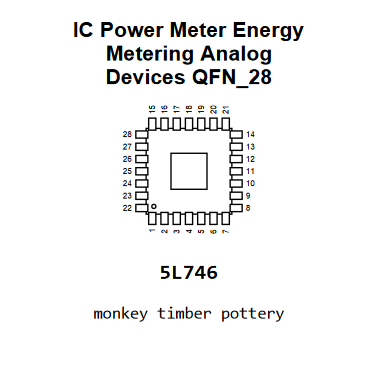 IC Power Meter Energy
Metering Analog
Devices QFN_28
15 16 17 18 19 20 21
28 14
27 13
26 12
25 11
24 10
23 9
22 8
1 2 3 4 5 6 7
5L746
monkey timber pottery